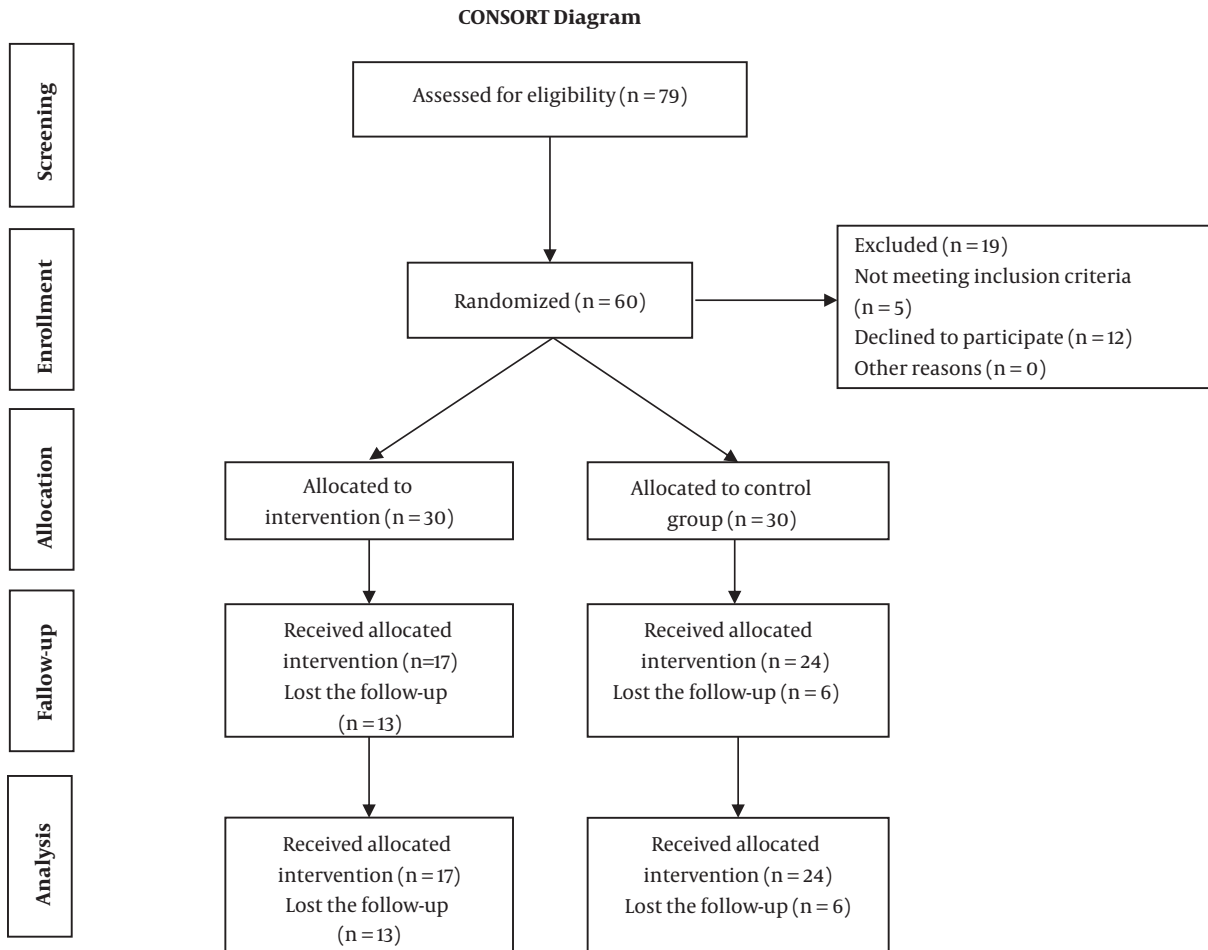 CONSORT Diagram
Screening
Assessed for eligibility (n = 79)
Enrollment
Randomized (n = 60)
Excluded (n = 19)
Not meeting inclusion criteria
(n = 5)
Declined to participate (n = 12)
Other reasons (n = 0)
Allocation
Allocated to
intervention (n = 30)
Allocated to control
group (n = 30)
Fallow-up
Received allocated
intervention (n=17)
Lost the follow-up
(n = 13)
Received allocated
intervention (n = 24)
Lost the follow-up (n = 6)
Analysis
Received allocated
intervention (n = 17)
Lost the follow-up
(n = 13)
Received allocated
intervention (n = 24)
Lost the follow-up (n = 6)